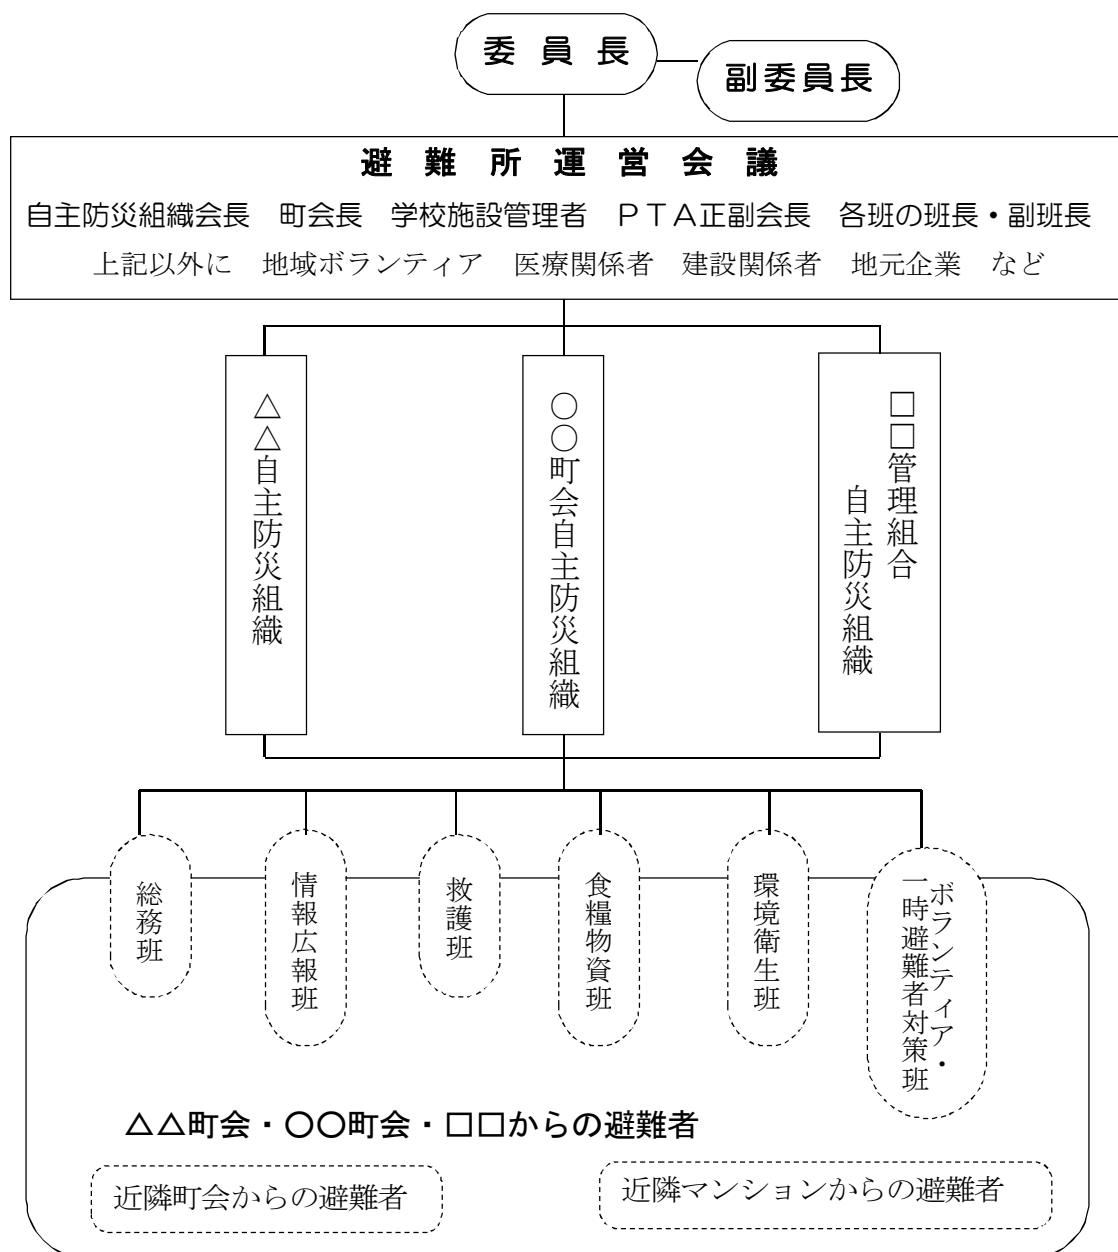 委員長
副委員長
避難所運営会議
自主防災組織会長　町会長　学校施設管理者　ＰＴＡ正副会長　各班の班長・副班長
上記以外に　地域ボランティア　医療関係者　建設関係者　地元企業　など
△△自主防災組織
○○町会自主防災組織
□□管理組合
自主防災組織
総務班
情報広報班
救護班
食糧物資班
環境衛生班
ボランティア・
一時避難者対策班
△△町会・○○町会・□□からの避難者
近隣町会からの避難者
近隣マンションからの避難者